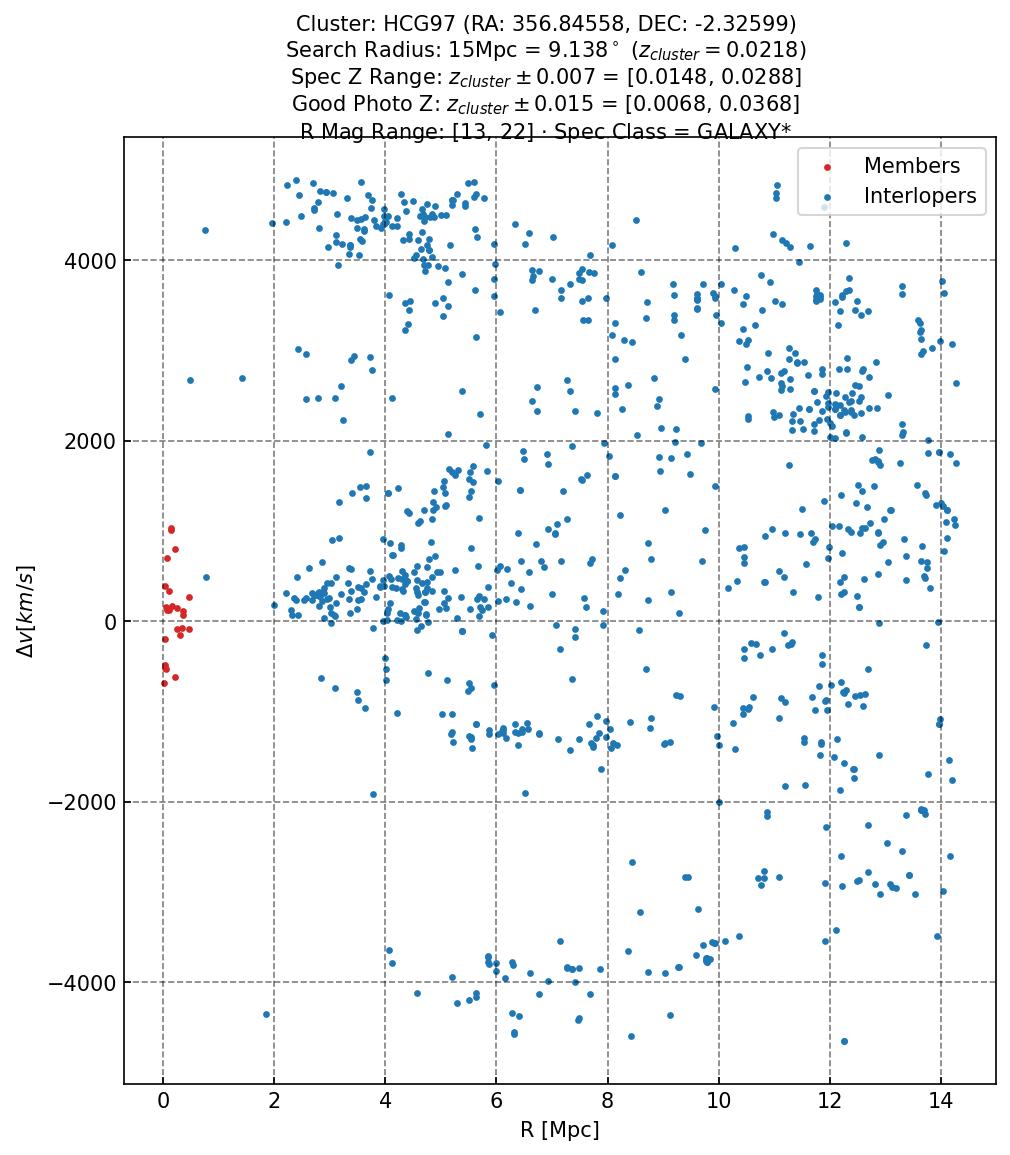 Cluster: HCG97 (RA: 356.84558, DEC: -2.32599)
Search Radius: 15Mpc = 9.138° (z_cluster = 0.0218)
Spec Z Range: z_cluster ± 0.007 = [0.0148, 0.0288]
Good Photo Z: z_cluster ± 0.015 = [0.0068, 0.0368]
R Mag Range: [13, 22] · Spec Class = GALAXY*
Members
Interlopers
4000
2000
0
−2000
−4000
Δv[km/s]
0 2 4 6 8 10 12 14
R [Mpc]